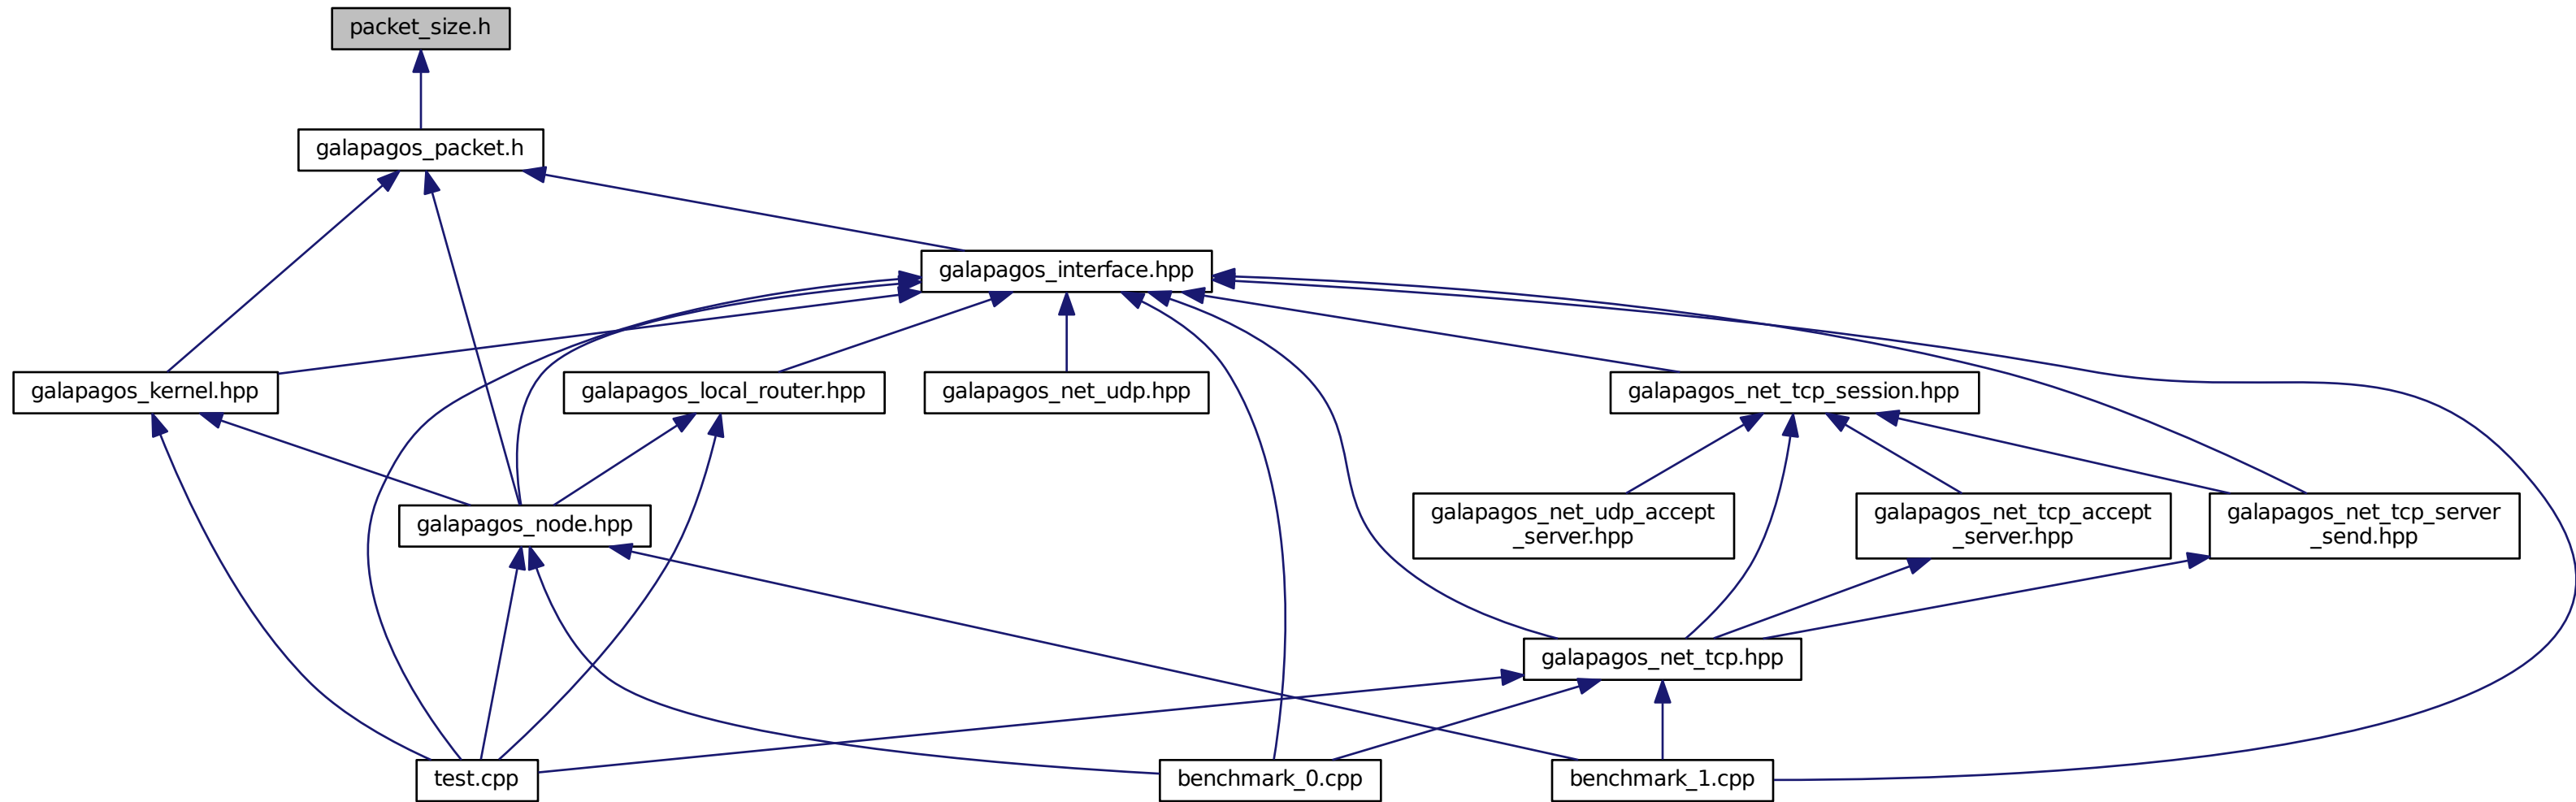 packet_size.h
galapagos_packet.h
galapagos_interface.hpp
galapagos_kernel.hpp
galapagos_local_router.hpp
galapagos_net_udp.hpp
galapagos_net_tcp_session.hpp
galapagos_node.hpp
galapagos_net_udp_accept
_server.hpp
galapagos_net_tcp_accept
_server.hpp
galapagos_net_tcp_server
_send.hpp
galapagos_net_tcp.hpp
test.cpp
benchmark_0.cpp
benchmark_1.cpp